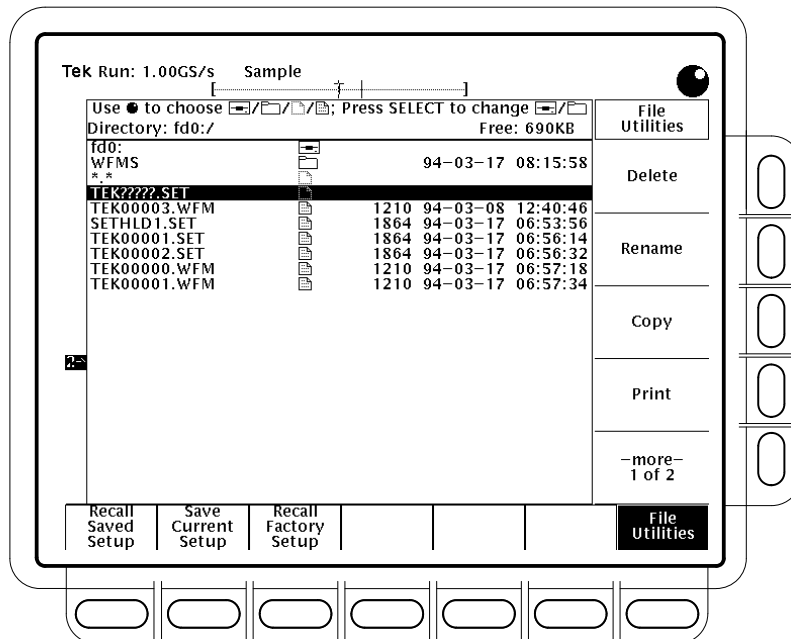 Tek Run: 1.00GS/s Sample
Use to choose / / / ; Press SELECT to change /
Directory: fd0:/ Free: 690KB
fd0:
WFMS 94-03-17 08:15:58
*.*
TEK?????.SET
TEK00003.WFM 1210 94-03-08 12:40:46
SETHLD1.SET 1864 94-03-17 06:53:56
TEK00001.SET 1864 94-03-17 06:56:14
TEK00002.SET 1864 94-03-17 06:56:32
TEK00000.WFM 1210 94-03-17 06:57:18
TEK00001.WFM 1210 94-03-17 06:57:34
File
Utilities
Delete
Rename
Copy
Print
-more-
1 of 2
Recall
Saved
Setup
Save
Current
Setup
Recall
Factory
Setup
File
Utilities